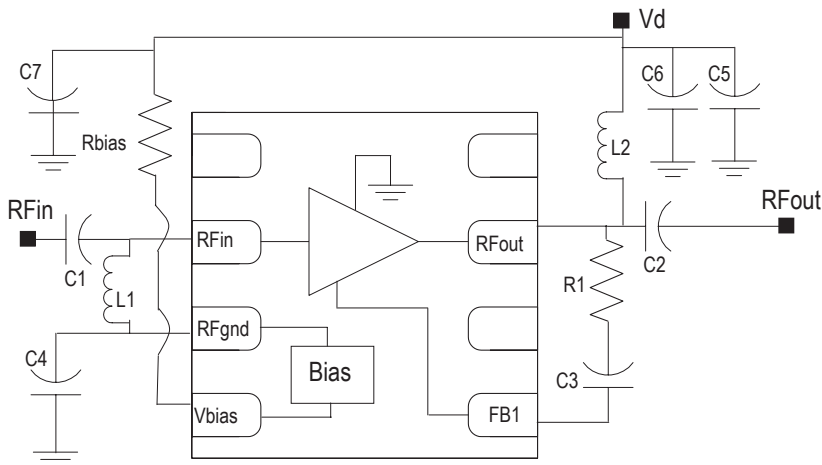 Vd
C7
C6
C5
Rbias
L2
RFin
RFout
RFin
RFout
C1
L1
C2
R1
RFgnd
C4
Bias
C3
Vbias
FB1